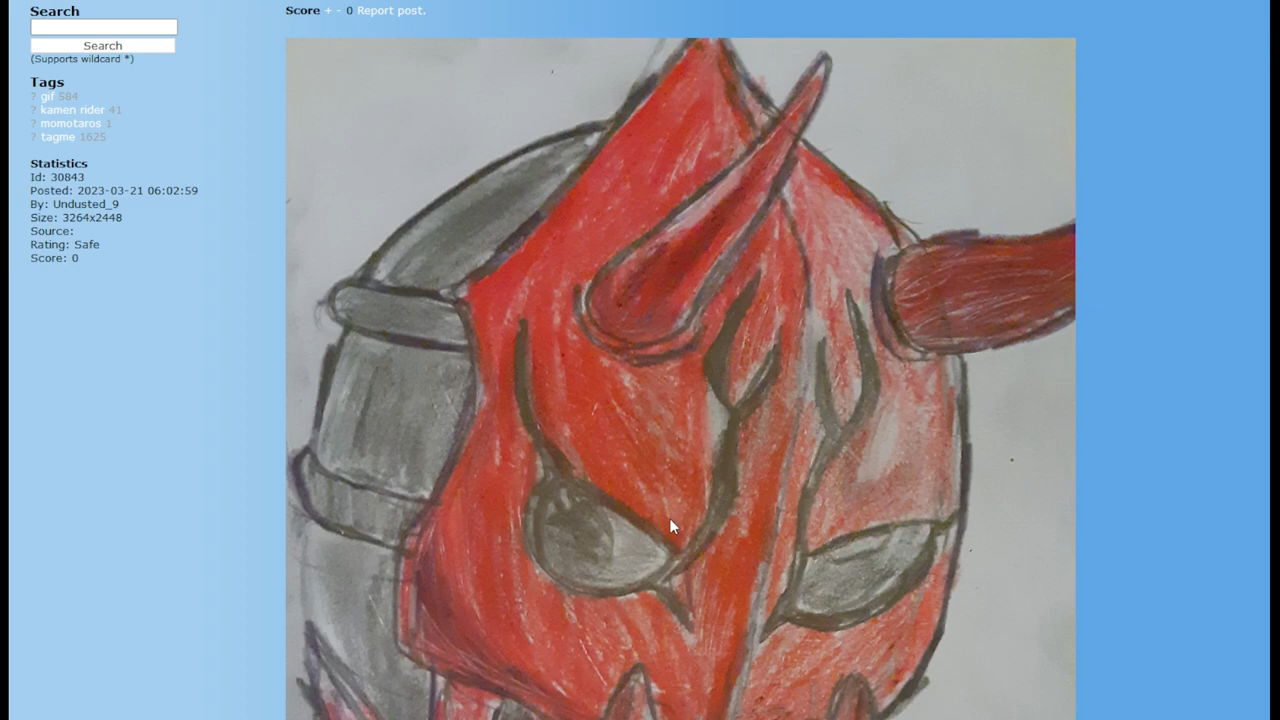 Search
Search
(Supports wildcard *)
Tags
? gif 584
? kamen rider 41
? momotaros 1
? tagme 1625
Statistics
Id: 30843
Posted: 2023-03-21 06:02:59
By: Undusted_9
Size: 3264x2448
Source:
Rating: Safe
Score: 0
Score + - 0 Report post.